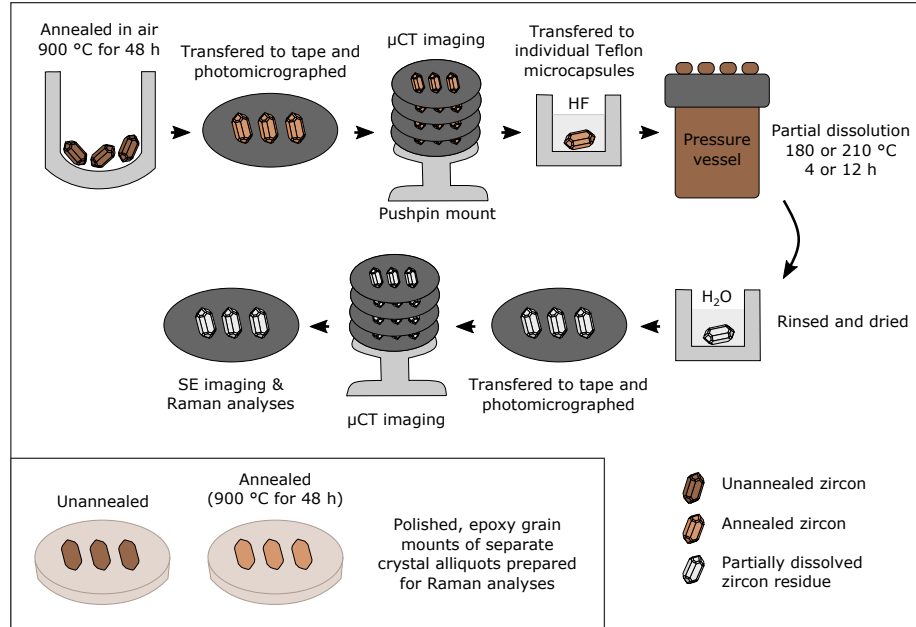 Annealed in air
900 °C for 48 h
Transfered to tape and
photomicrographed
µCT imaging
Pushpin mount
Transfered to
individual Teflon
microcapsules
HF
Pressure
vessel
Partial dissolution
180 or 210 °C
4 or 12 h
H₂O
Rinsed and dried
Transfered to tape and
photomicrographed
µCT imaging
SE imaging &
Raman analyses
Unannealed
Annealed
(900 °C for 48 h)
Polished, epoxy grain
mounts of separate
crystal alliquots prepared
for Raman analyses
Unannealed zircon
Annealed zircon
Partially dissolved
zircon residue